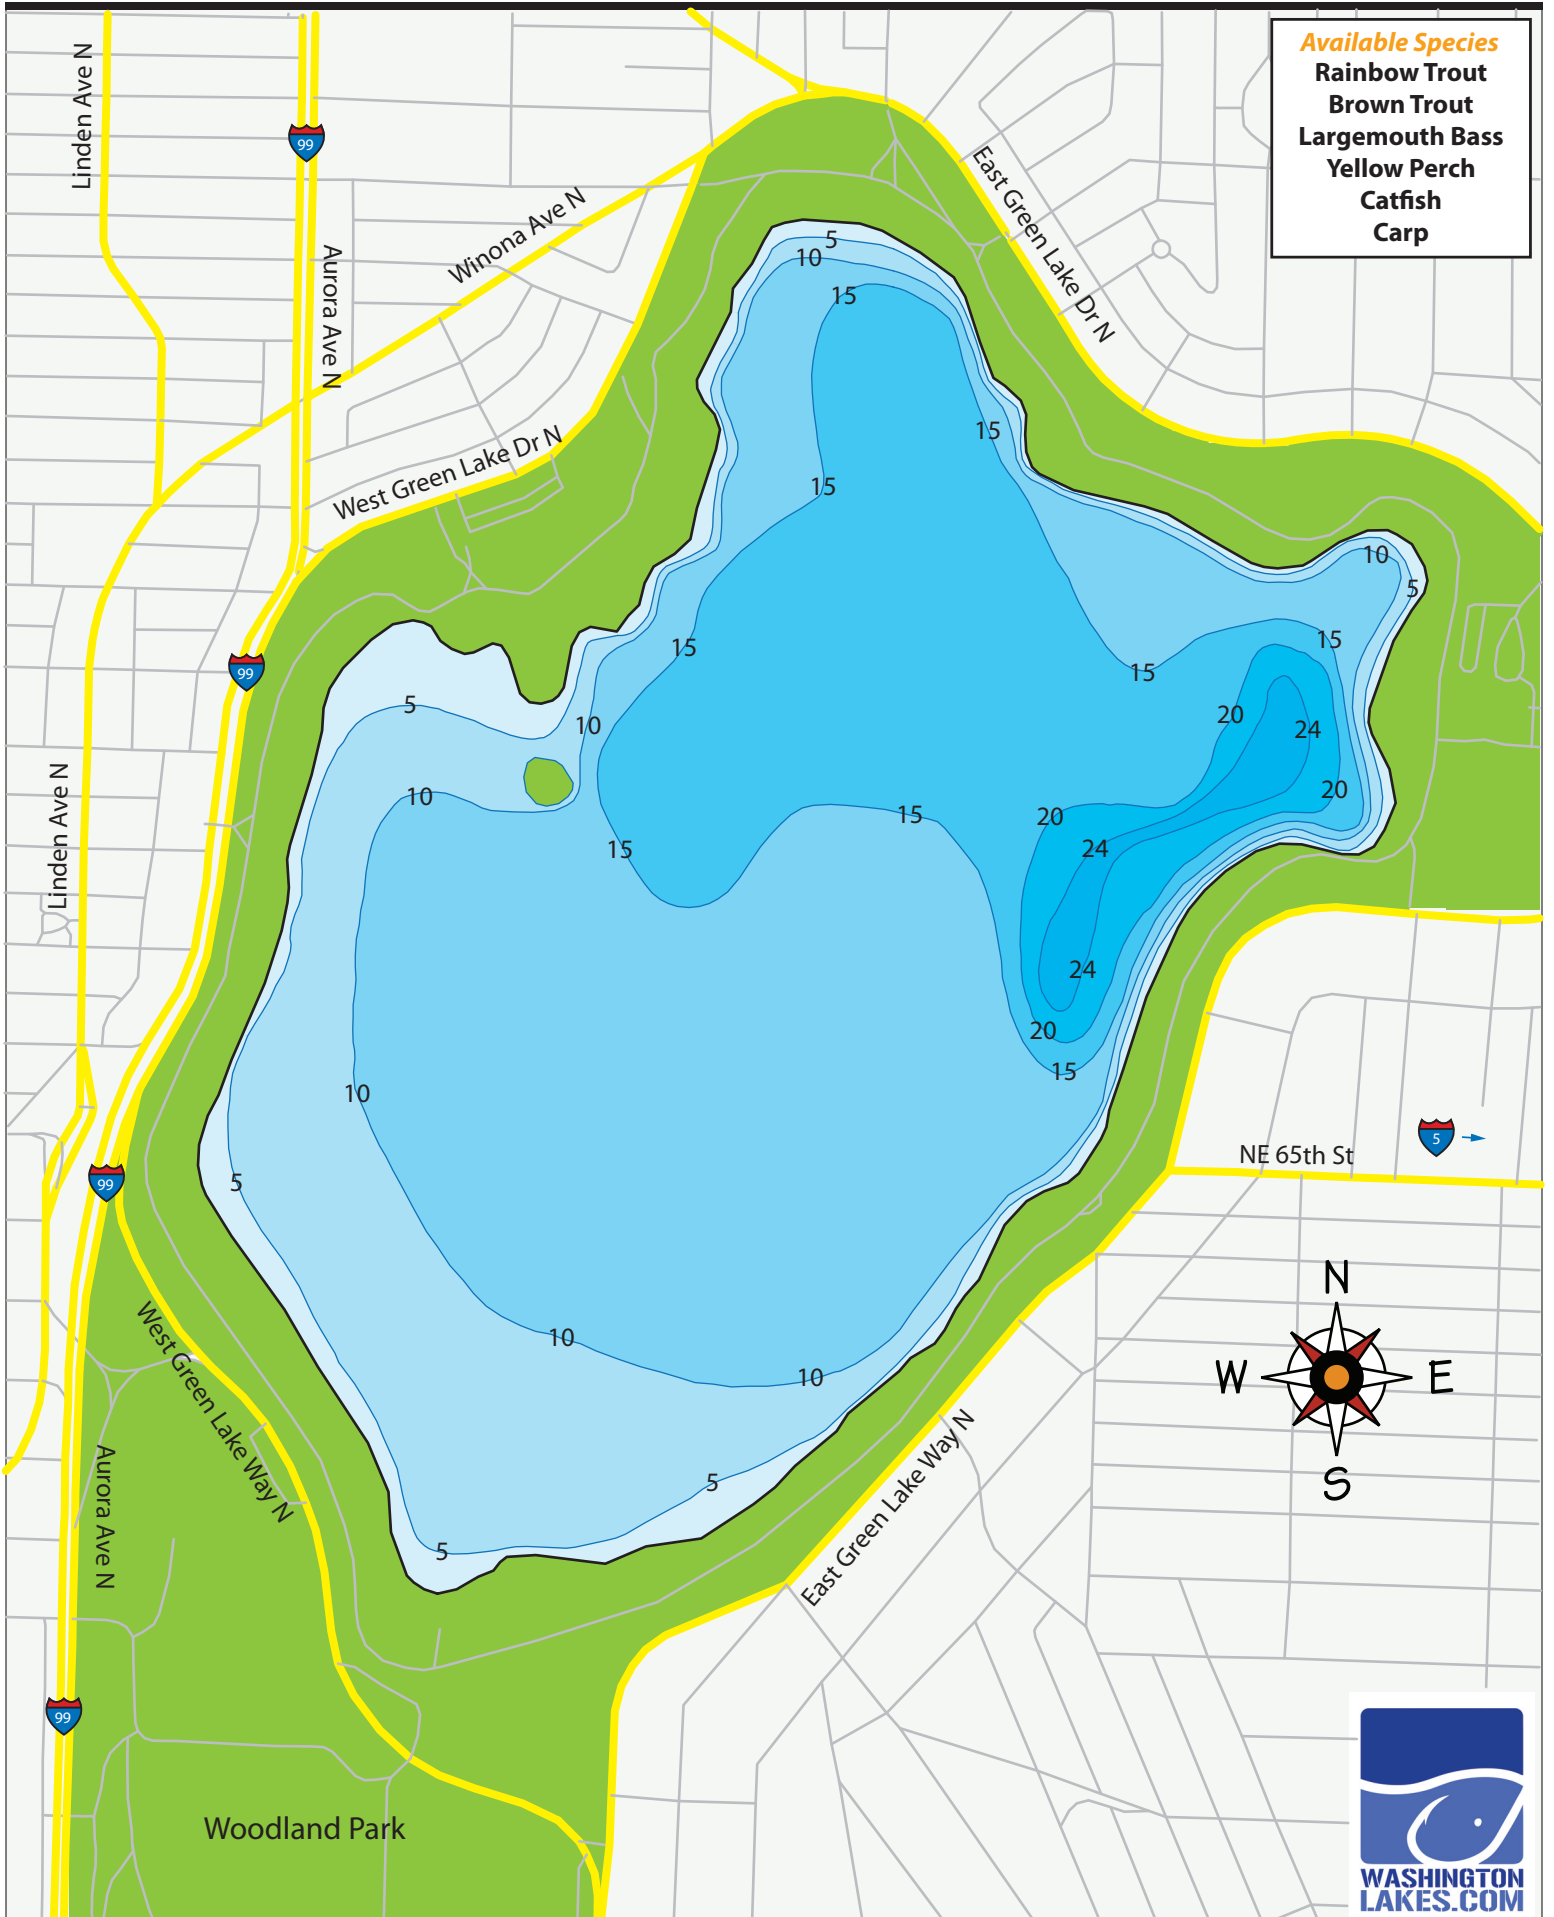 Available Species
Rainbow Trout
Brown Trout
Largemouth Bass
Yellow Perch
Catfish
Carp
Linden Ave N
99
Aurora Ave N
Winona Ave N
East Green Lake Dr N
West Green Lake Dr N
5
10
15
15
15
10
5
15
15
15
99
5
10
20
24
10
20
15
20
15
24
Linden Ave N
24
20
15
10
NE 65th St
5
99
5
N
W
E
S
10
10
West Green Lake Way N
East Green Lake Way N
5
5
Aurora Ave N
99
Woodland Park
WASHINGTON
LAKES.COM